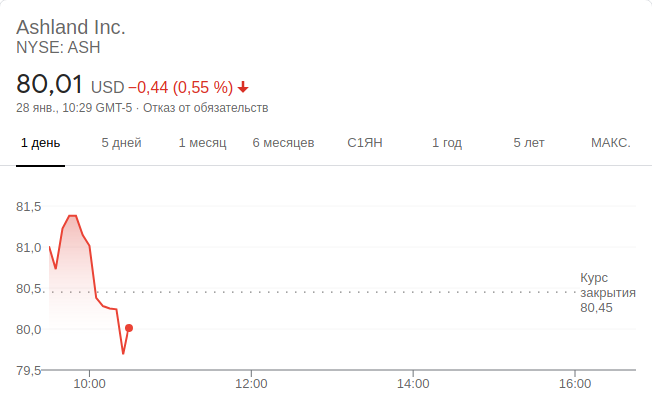 Ashland Inc.
NYSE: ASH
80,01 USD −0,44 (0,55 %)
28 янв., 10:29 GMT-5 · Отказ от обязательств
1 день 5 дней 1 месяц 6 месяцев С1ЯН 1 год 5 лет МАКС.
81,5
81,0
80,5
80,0
79,5
Курс
закрытия
80,45
10:00 12:00 14:00 16:00